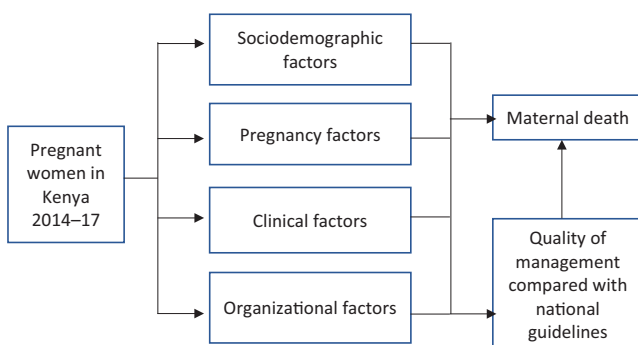 Sociodemographic
factors
Pregnancy factors
Maternal death
Pregnant
women in
Kenya
2014–17
Clinical factors
Organizational factors
Quality of
management
compared with
national
guidelines